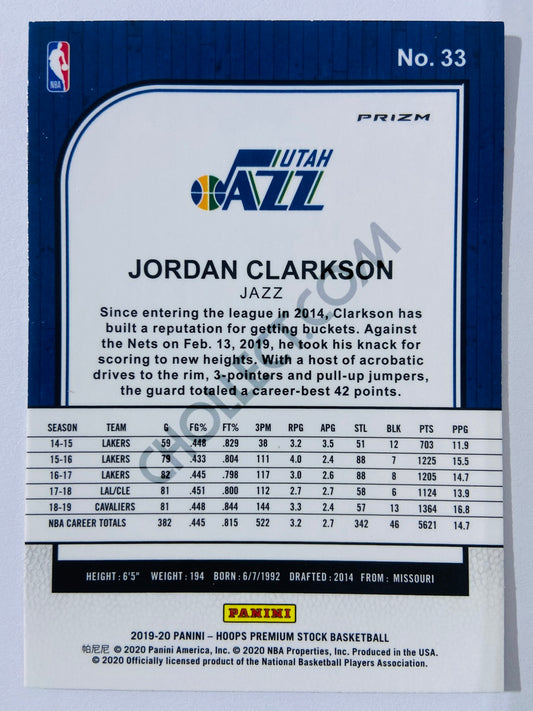 No. 33
NBA
PRIZM
UTAH
JAZZ
JORDAN CLARKSON
JAZZ
Since entering the league in 2014, Clarkson has
built a reputation for getting buckets. Against
the Nets on Feb. 13, 2019, he took his knack for
scoring to new heights. With a host of acrobatic
drives to the rim, 3-pointers and pull-up jumpers,
the guard totaled a career-best 42 points.
CHOLLECT.COM
SEASON TEAM G FG% FT% 3PM RPG APG STL BLK PTS PPG
14-15 LAKERS 59 .448 .829 38 3.2 3.5 51 12 703 11.9
15-16 LAKERS 79 .433 .804 111 4.0 2.4 88 7 1225 15.5
16-17 LAKERS 82 .445 .798 117 3.0 2.6 88 8 1205 14.7
17-18 LAL/CLE 81 .451 .800 112 2.7 2.7 58 6 1124 13.9
18-19 CAVALIERS 81 .448 .844 144 3.3 2.4 57 13 1364 16.8
NBA CAREER TOTALS 382 .445 .815 522 3.2 2.7 342 46 5621 14.7
HEIGHT: 6'5" WEIGHT: 194 BORN: 6/7/1992 DRAFTED: 2014 FROM: MISSOURI
PANINI
2019-20 PANINI – HOOPS PREMIUM STOCK BASKETBALL
帕尼尼 © 2020 Panini America, Inc. © 2020 NBA Properties, Inc. Produced in the USA.
© 2020 Officially licensed product of the National Basketball Players Association.